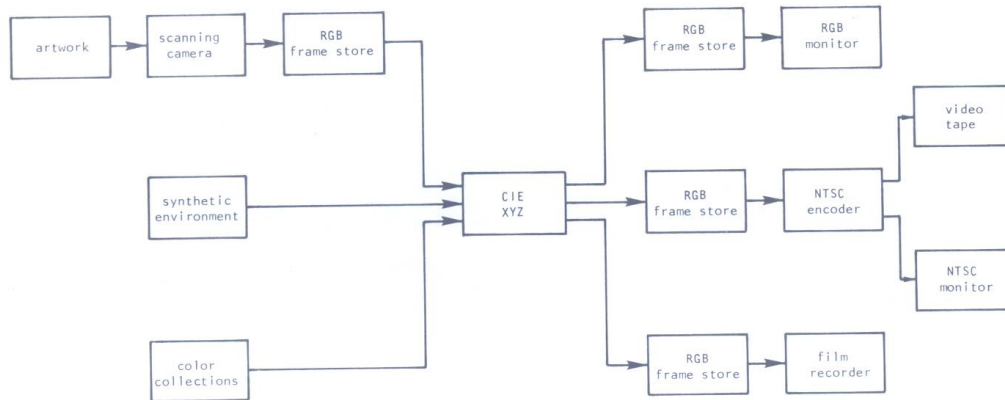 artwork
scanning
camera
RGB
frame store
RGB
frame store
RGB
monitor
video
tape
synthetic
environment
CIE
XYZ
RGB
frame store
NTSC
encoder
NTSC
monitor
color
collections
RGB
frame store
film
recorder